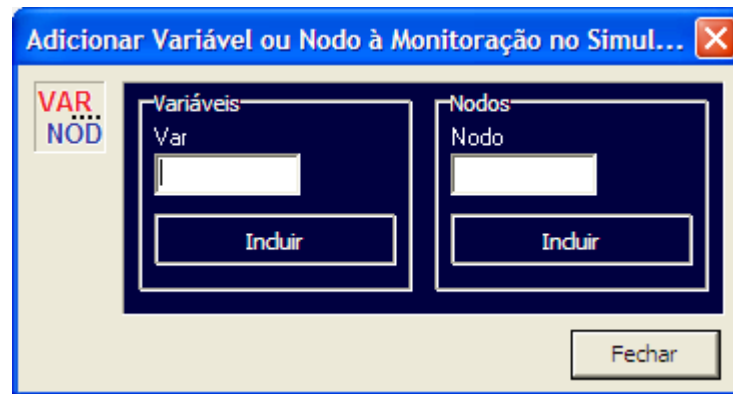 Adicionar Variável ou Nodo à Monitoração no Simul...
VAR
NOD
Variáveis
Var
Incluir
Nodos
Nodo
Incluir
Fechar